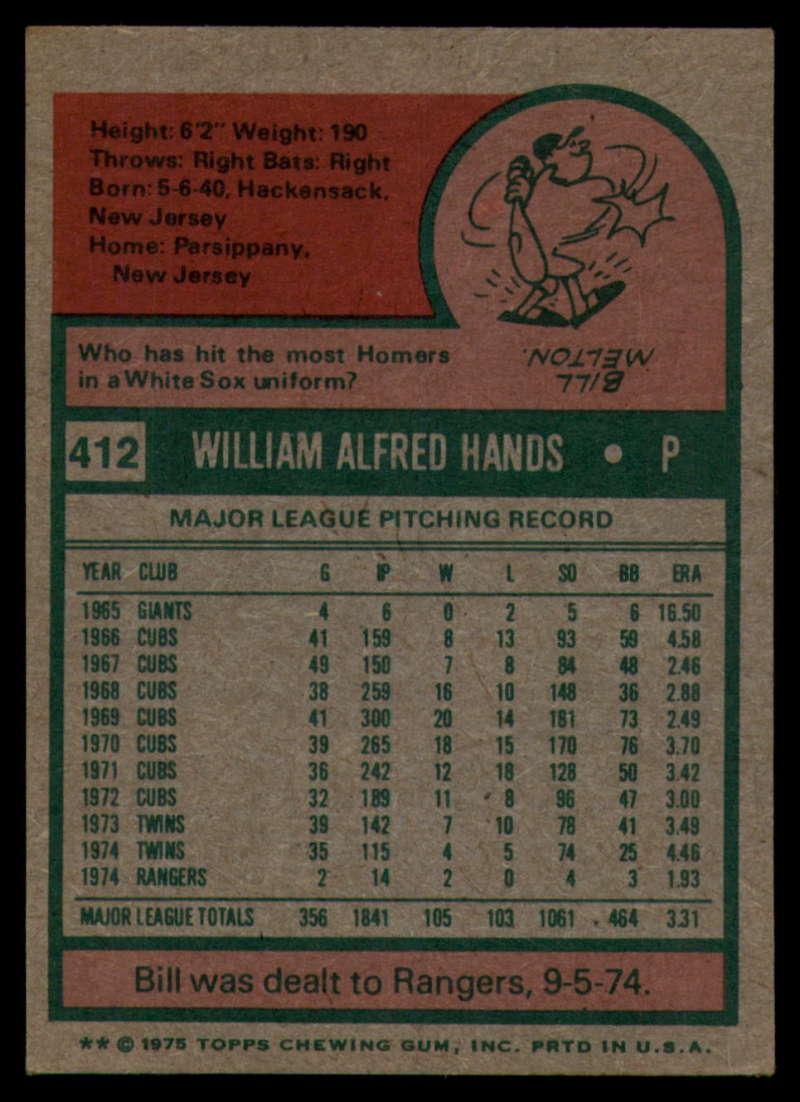 Height: 6'2" Weight: 190
Throws: Right Bats: Right
Born: 5-6-40, Hackensack,
New Jersey
Home: Parsippany,
New Jersey
Who has hit the most Homers
in a White Sox uniform?
BILL
MELTON.
412 WILLIAM ALFRED HANDS • P
MAJOR LEAGUE PITCHING RECORD
YEAR CLUB G IP W L SO BB ERA
1965 GIANTS 4 6 0 2 5 6 16.50
1966 CUBS 41 159 8 13 93 59 4.58
1967 CUBS 49 150 7 8 84 48 2.46
1968 CUBS 38 259 16 10 148 36 2.88
1969 CUBS 41 300 20 14 181 73 2.49
1970 CUBS 39 265 18 15 170 76 3.70
1971 CUBS 36 242 12 18 128 50 3.42
1972 CUBS 32 189 11 8 96 47 3.00
1973 TWINS 39 142 7 10 78 41 3.49
1974 TWINS 35 115 4 5 74 25 4.46
1974 RANGERS 2 14 2 0 4 3 1.93
MAJOR LEAGUE TOTALS 356 1841 105 103 1061 464 3.31
Bill was dealt to Rangers, 9-5-74.
** © 1975 TOPPS CHEWING GUM, INC. PRTD IN U.S.A.